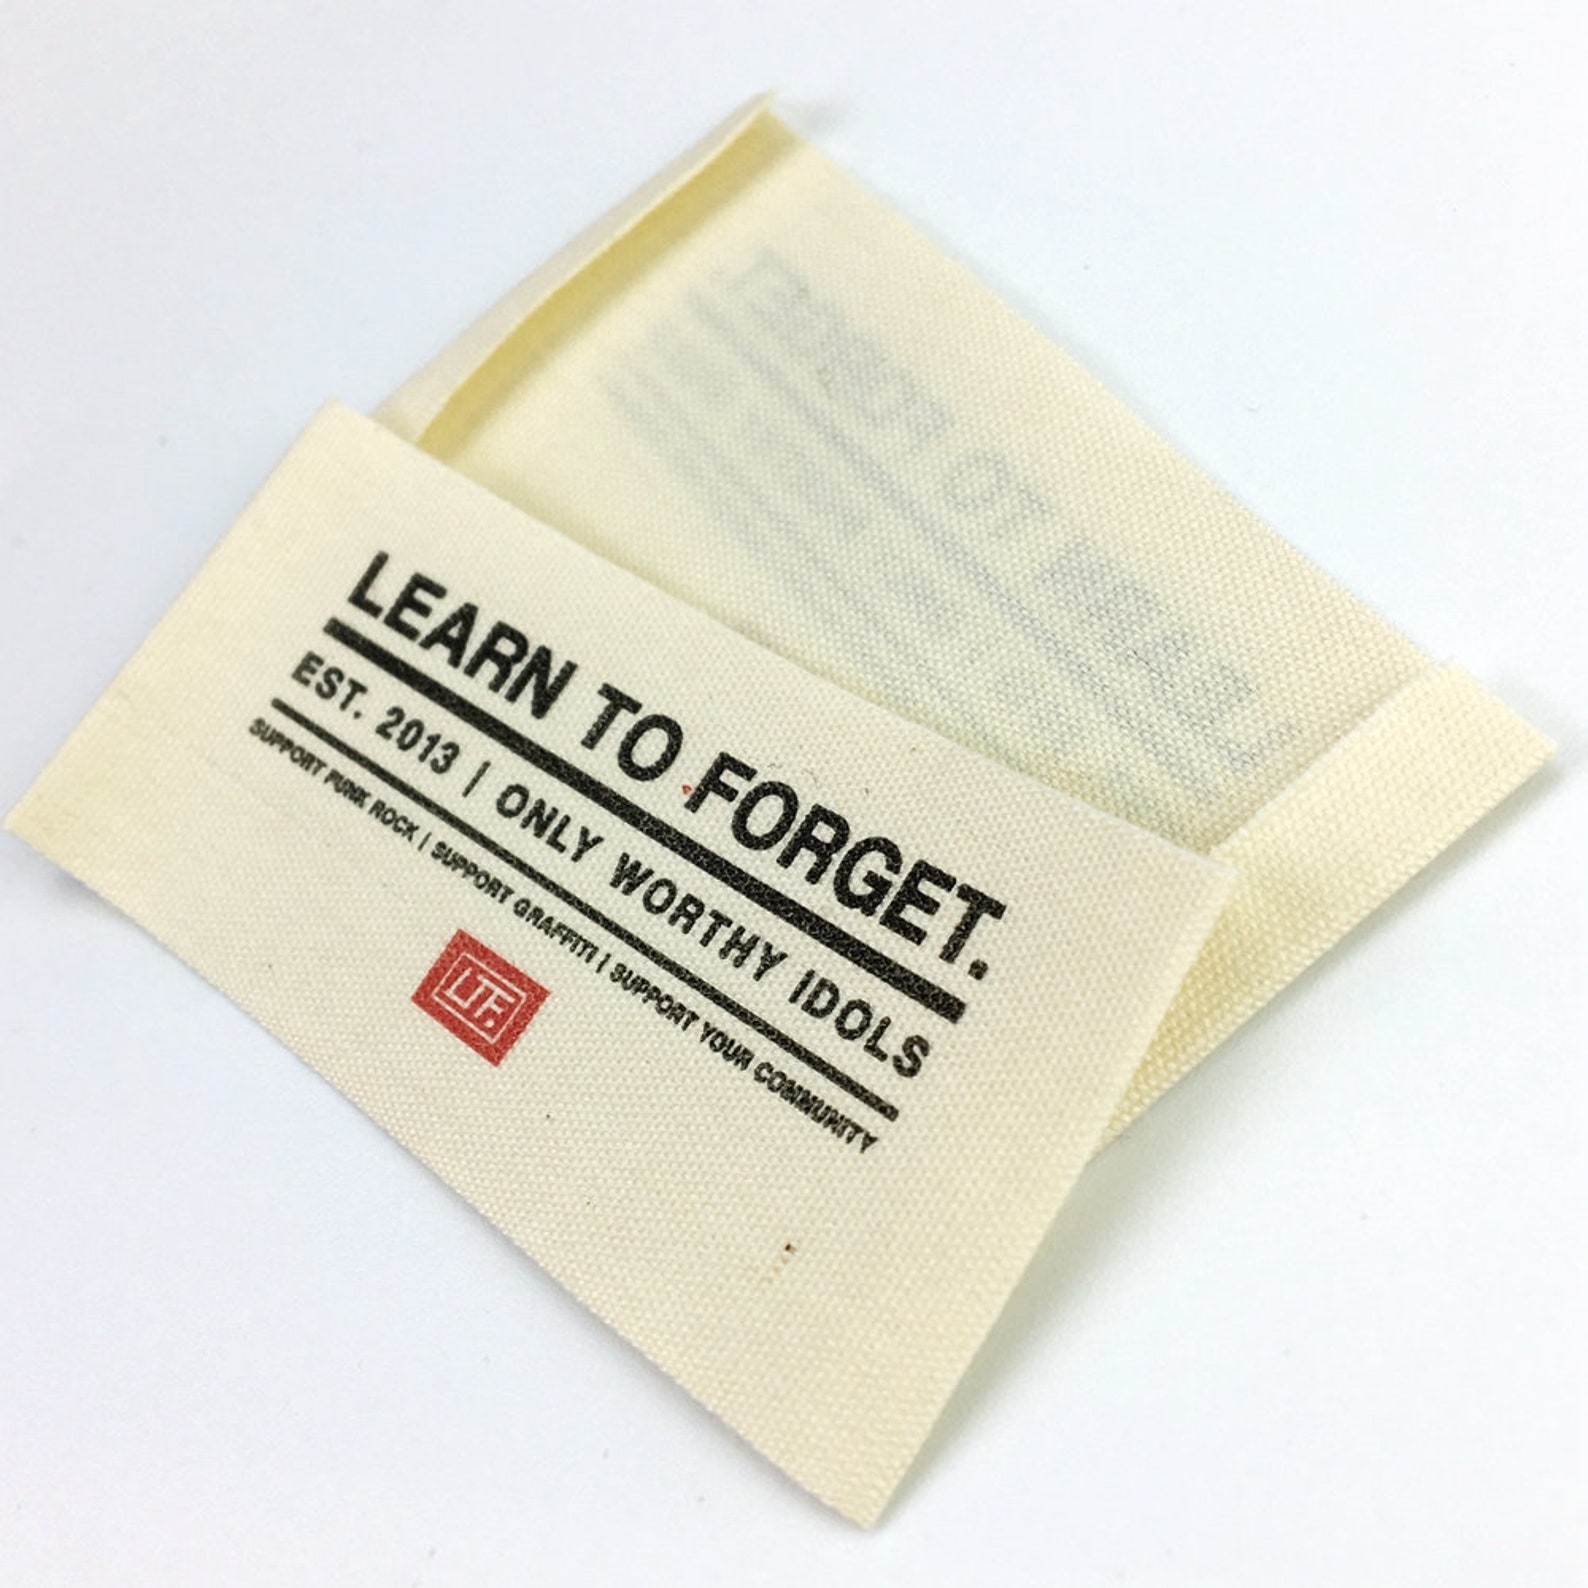 LEARN TO FORGET.
EST. 2013 | ONLY WORTHY IDOLS
SUPPORT PUNK ROCK | SUPPORT GRAFFITI | SUPPORT YOUR COMMUNITY
LTF.